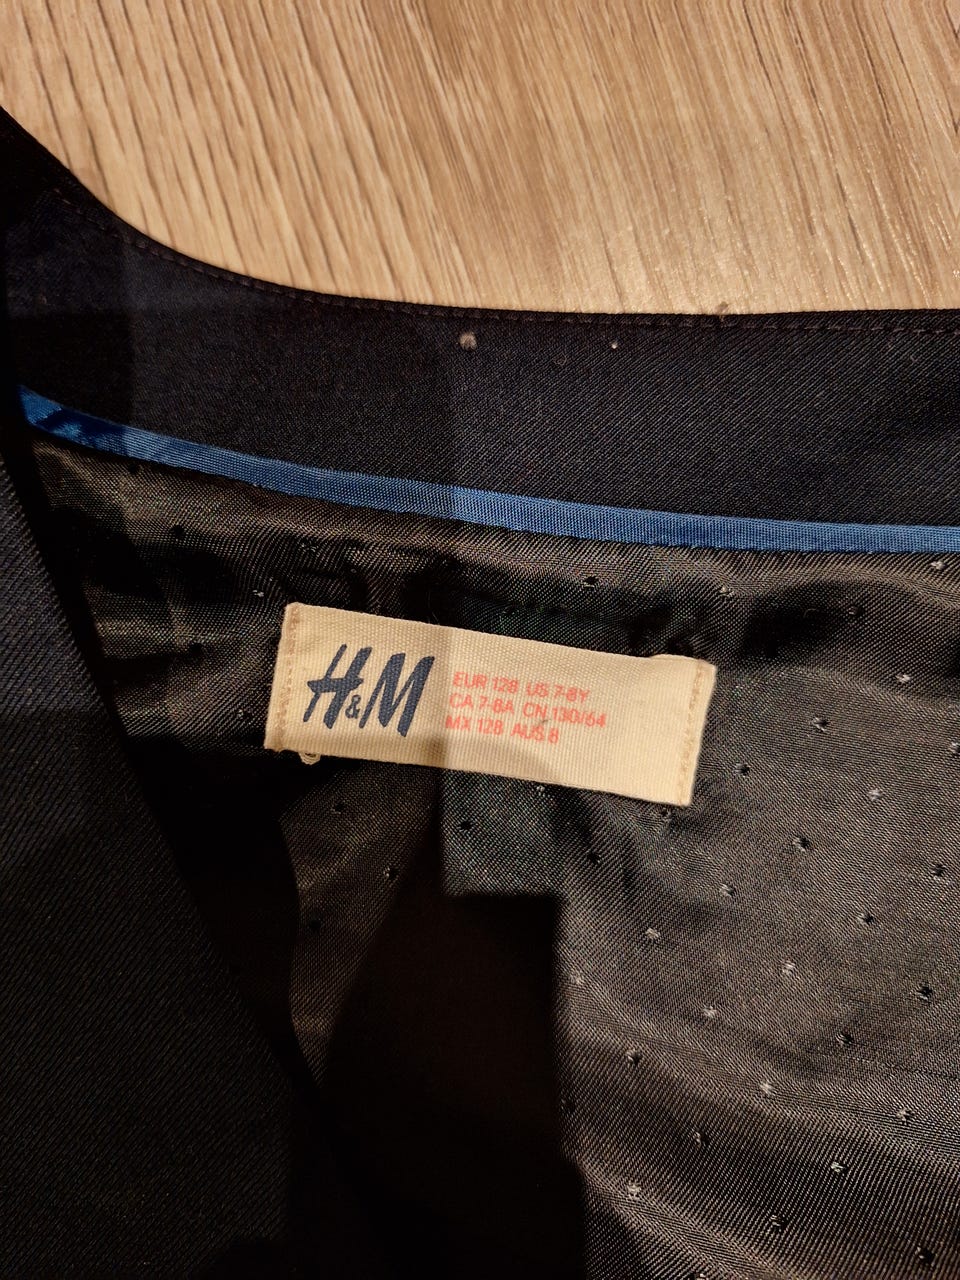 H&M
EUR 128 US 7-8Y
CA 7-8A CN 130/64
MX 128 AUS 8